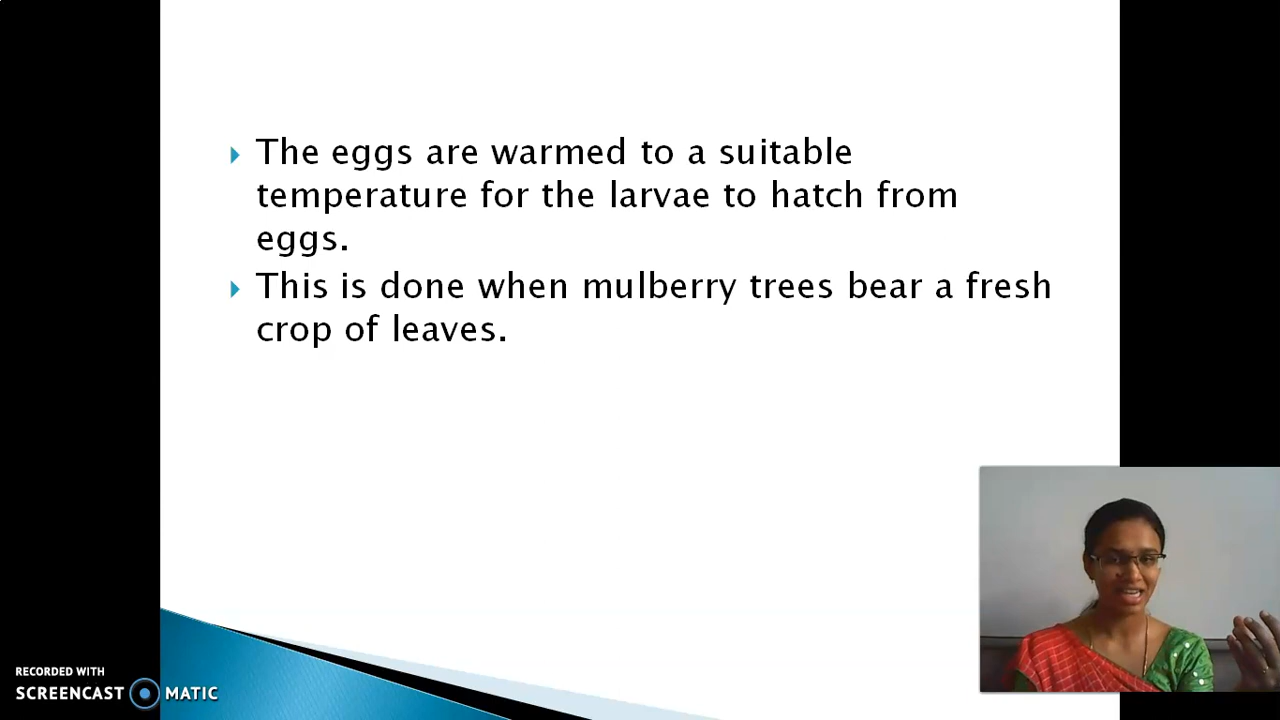 The eggs are warmed to a suitable
temperature for the larvae to hatch from
eggs.
This is done when mulberry trees bear a fresh
crop of leaves.
RECORDED WITH
SCREENCAST MATIC